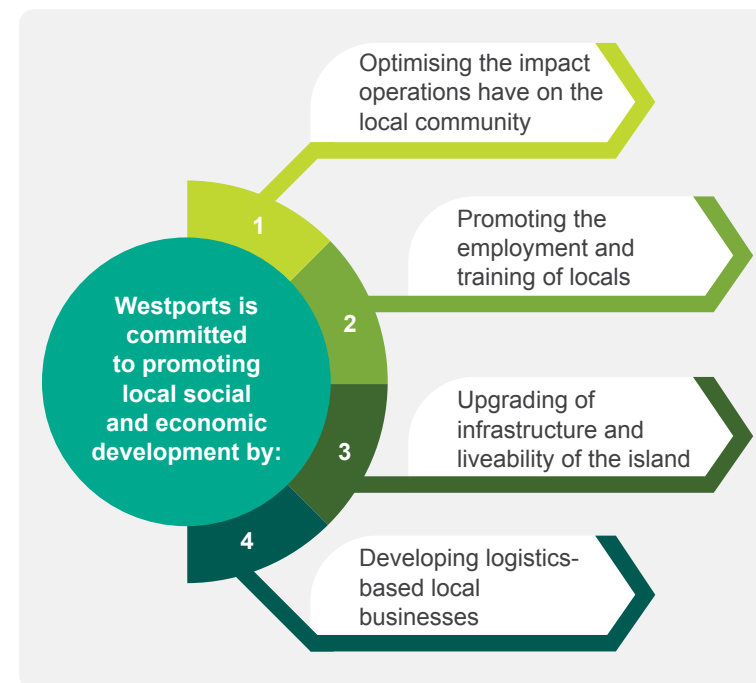 Westports is
committed
to promoting
local social
and economic
development by:
1
Optimising the impact
operations have on the
local community
2
Promoting the
employment and
training of locals
3
Upgrading of
infrastructure and
liveability of the island
4
Developing logistics-
based local
businesses